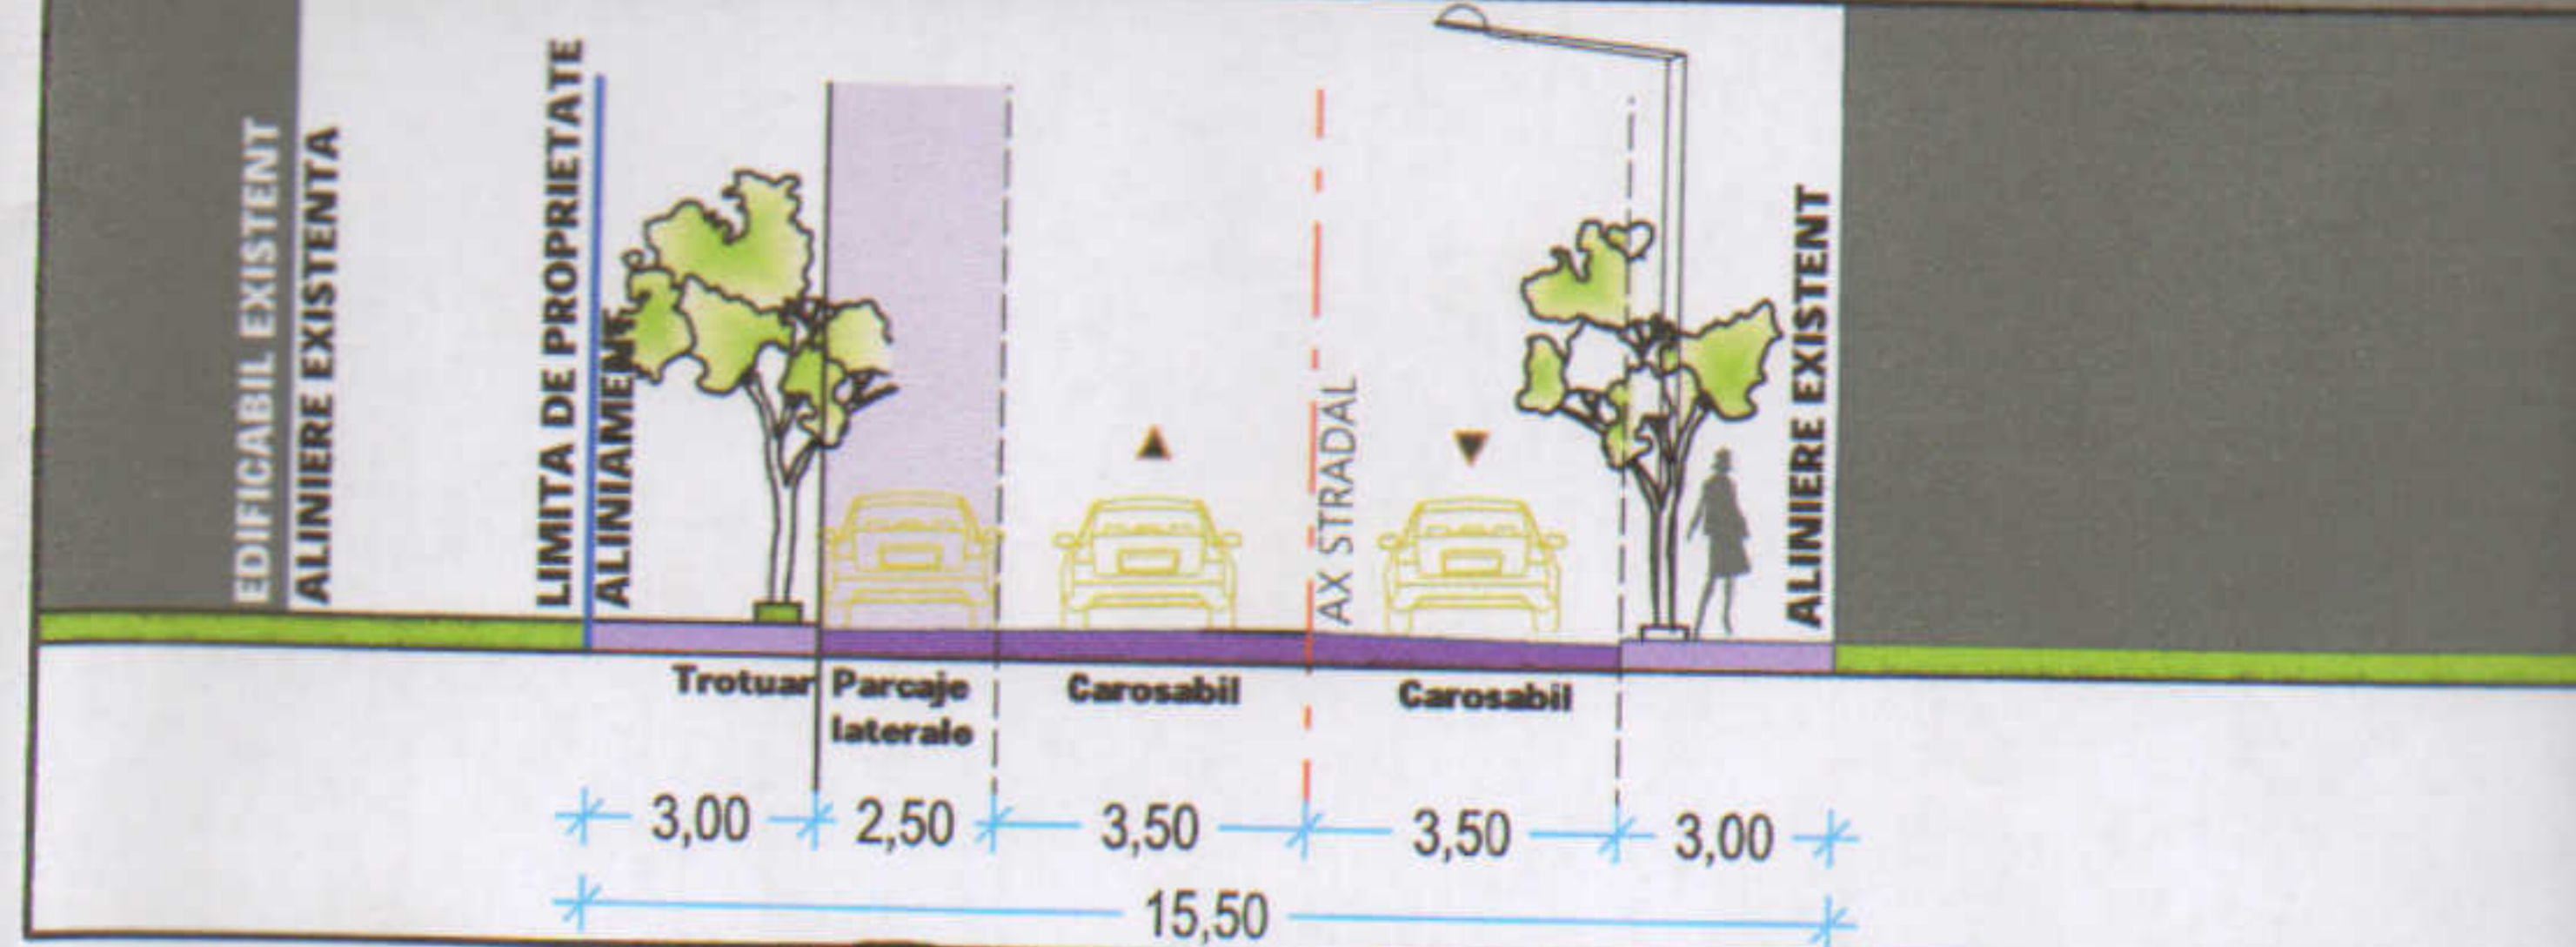 EDIFICABIL EXISTENT
ALINIERE EXISTENTA
LIMITA DE PROPRIETATE
ALINIAMENT
AX STRADAL
ALINIERE EXISTENT
Trotuar
Parcaje
laterale
Carosabil
Carosabil
3,00
2,50
3,50
3,50
3,00
15,50